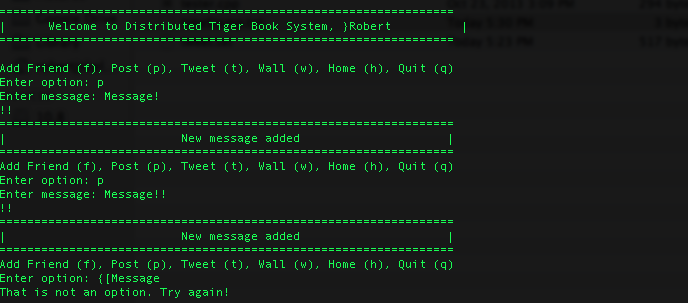 =================================================================
|      Welcome to Distributed Tiger Book System, }Robert          |
=================================================================
Add Friend (f), Post (p), Tweet (t), Wall (w), Home (h), Quit (q)
Enter option: p
Enter message: Message!
!!
=================================================================
|                         New message added                     |
=================================================================
Add Friend (f), Post (p), Tweet (t), Wall (w), Home (h), Quit (q)
Enter option: p
Enter message: Message!!
!!
=================================================================
|                         New message added                     |
=================================================================
Add Friend (f), Post (p), Tweet (t), Wall (w), Home (h), Quit (q)
Enter option: {[Message
That is not an option. Try again!